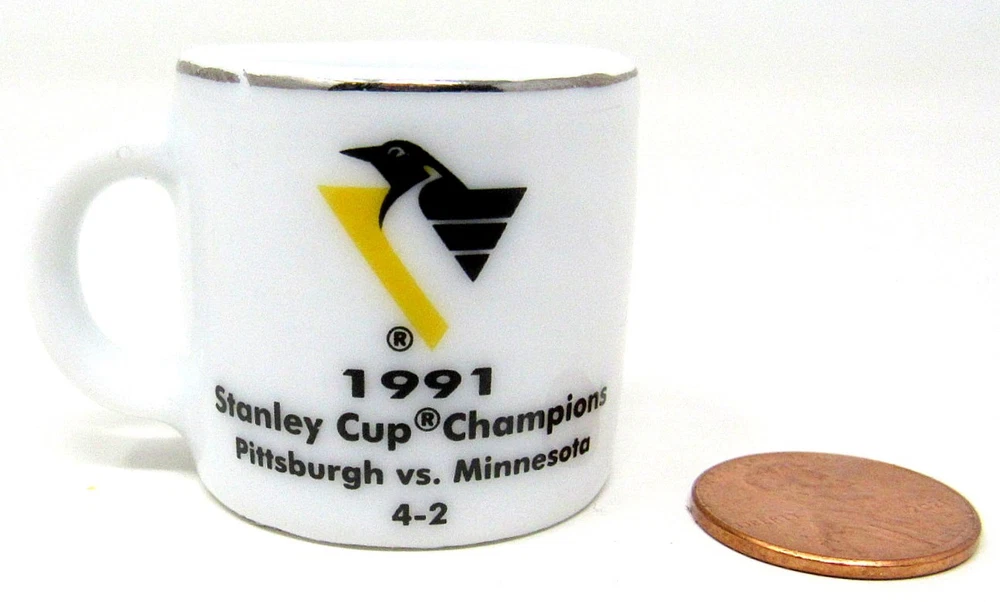 ®
1991
Stanley Cup® Champions
Pittsburgh vs. Minnesota
4-2